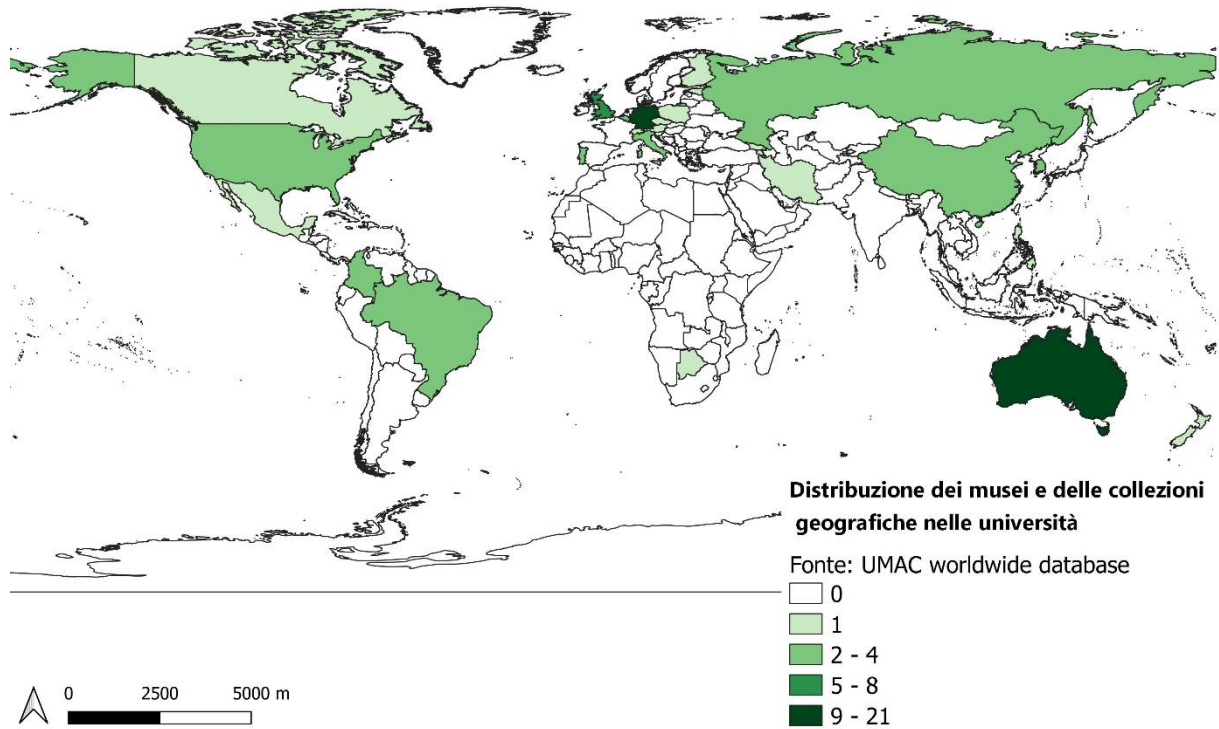 Distribuzione dei musei e delle collezioni
geografiche nelle università
Fonte: UMAC worldwide database
0
1
2 - 4
5 - 8
9 - 21
0 2500 5000 m